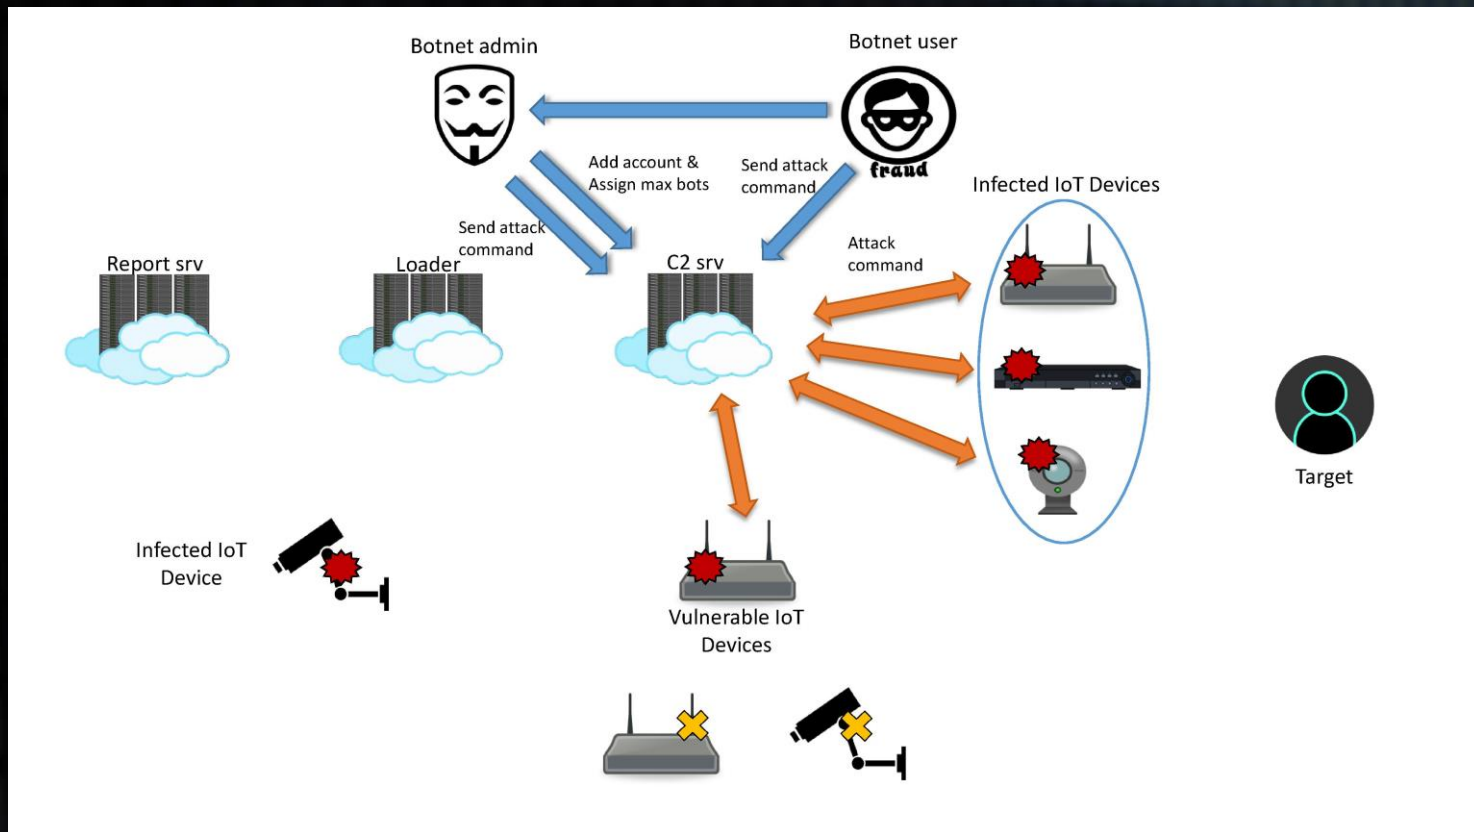 Botnet admin
Botnet user
fraud
Add account &
Assign max bots
Send attack
command
Infected IoT Devices
Send attack
command
Attack
command
Report srv
Loader
C2 srv
Target
Infected IoT
Device
Vulnerable IoT
Devices